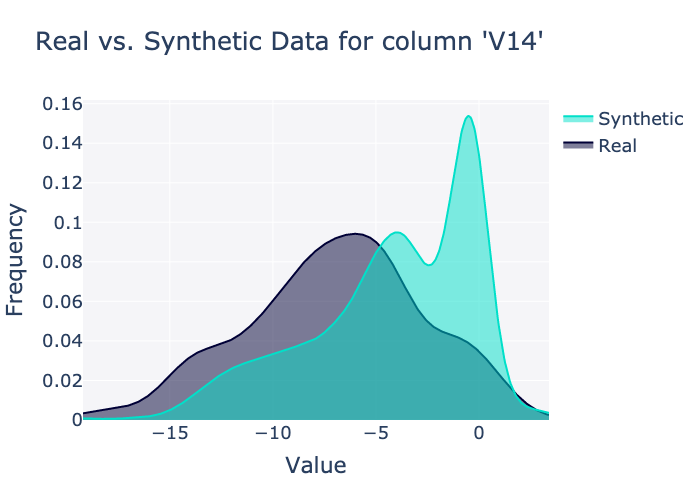 Real vs. Synthetic Data for column 'V14'
0.16
0.14
0.12
0.1
0.08
0.06
0.04
0.02
0
Frequency
−15
−10
−5
0
Value
Synthetic
Real